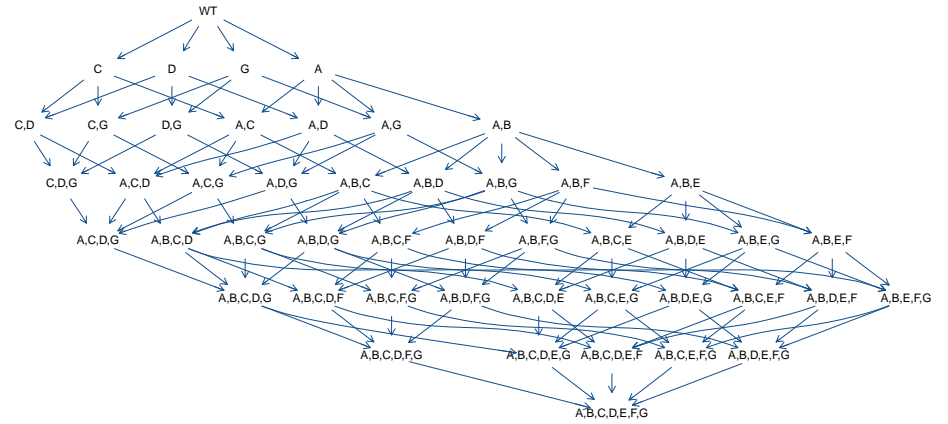 WT
C D G A
C,D C,G D,G A,C A,D A,G A,B
C,D,G A,C,D A,C,G A,D,G A,B,C A,B,D A,B,G A,B,F A,B,E
A,C,D,G A,B,C,D A,B,C,G A,B,D,G A,B,C,F A,B,D,F A,B,F,G A,B,C,E A,B,D,E A,B,E,G A,B,E,F
A,B,C,D,G A,B,C,D,F A,B,C,F,G A,B,D,F,G A,B,C,D,E A,B,C,E,G A,B,D,E,G A,B,C,E,F A,B,D,E,F A,B,E,F,G
A,B,C,D,F,G A,B,C,D,E,G A,B,C,D,E,F A,B,C,E,F,G A,B,D,E,F,G
A,B,C,D,E,F,G